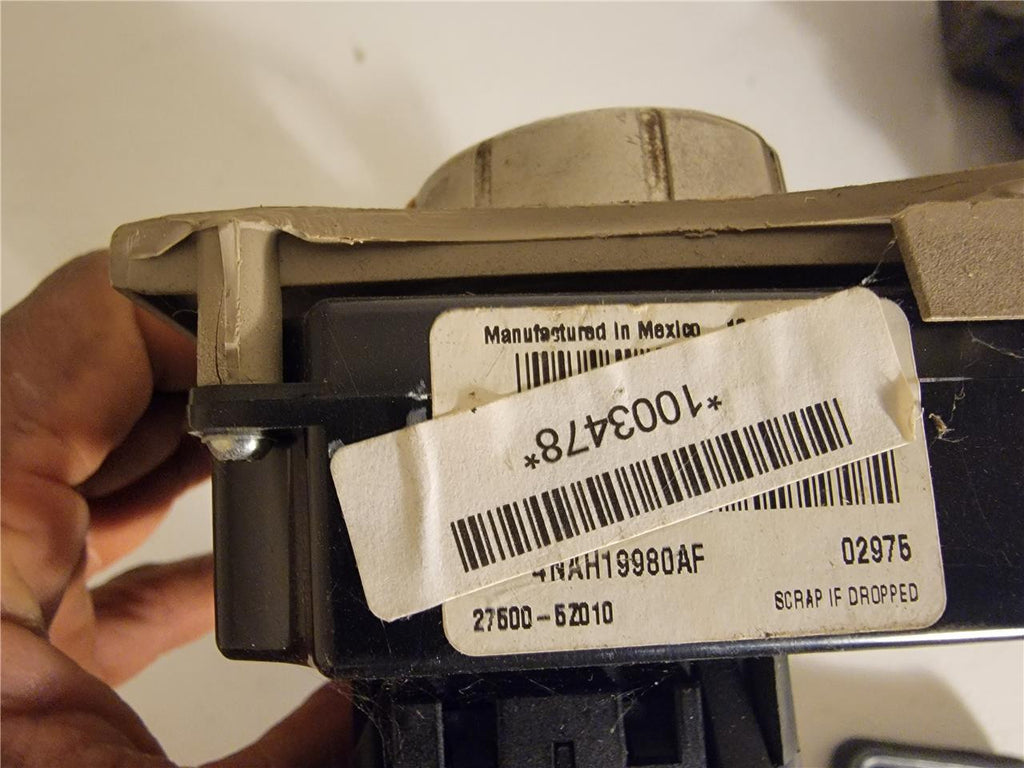 Manufactured in Mexico
*1003478*
4NAH19980AF
02975
27500-5Z010
SCRAP IF DROPPED